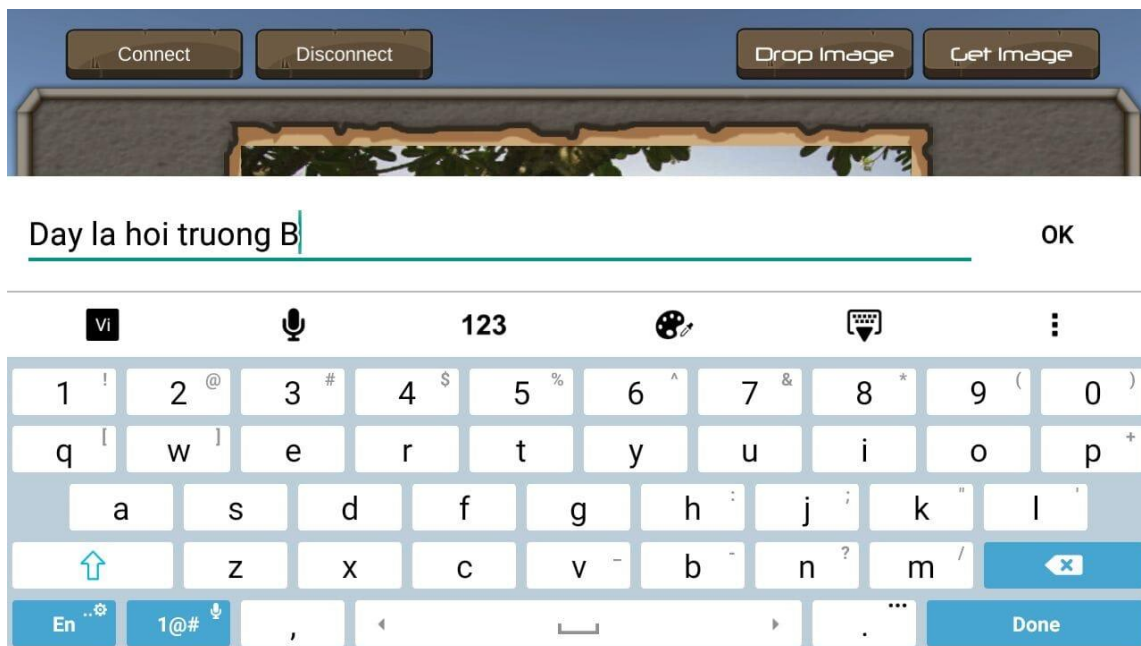 Connect Disconnect Drop Image Get Image
Day la hoi truong B
OK
Vi 123
1 ! 2 @ 3 # 4 $ 5 % 6 ^ 7 & 8 * 9 ( 0 )
q [ w ] e r t y u i o p +
a s d f g h : j ; k " l '
z x c v _ b - n ? m /
En 1@# , . Done